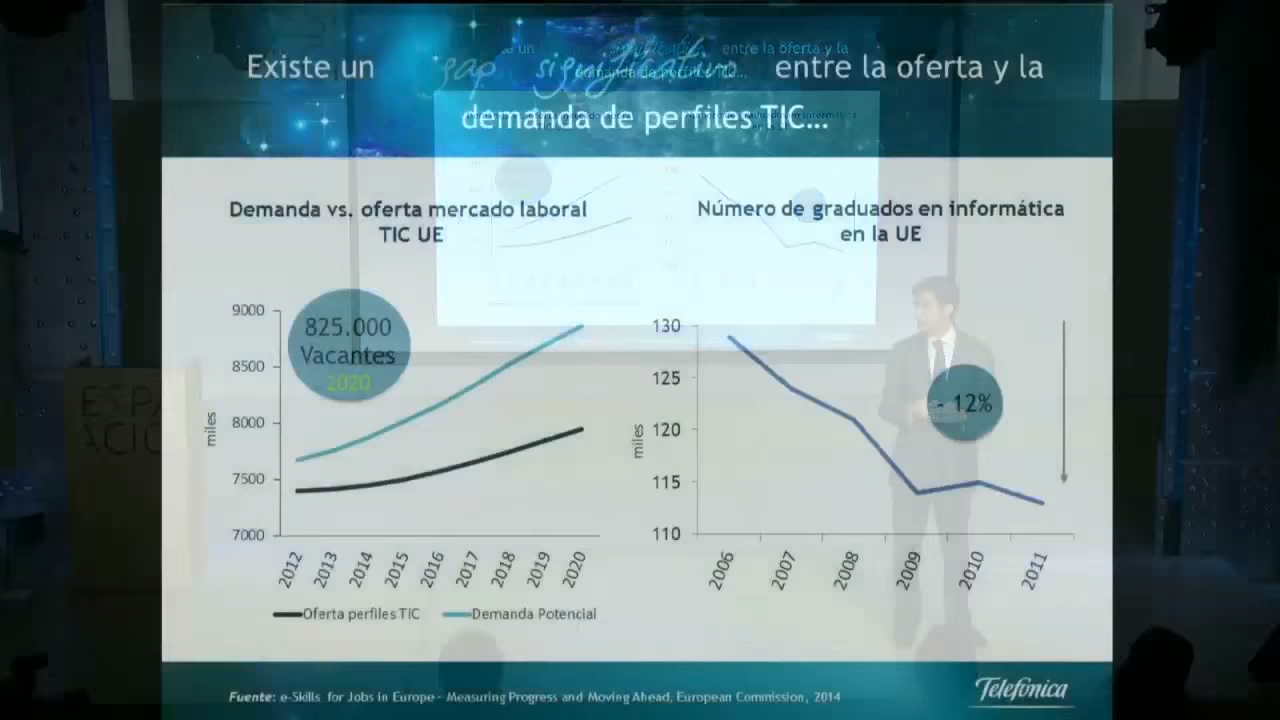 Existe un gap significativo entre la oferta y la
demanda de perfiles TIC...
Demanda vs. oferta mercado laboral
TIC UE
9000
8500
8000
7500
7000
miles
825.000
Vacantes
2020
2012
2013
2014
2015
2016
2017
2018
2019
2020
Oferta perfiles TIC
Demanda Potencial
Número de graduados en informática
en la UE
130
125
120
115
110
miles
- 12%
2006
2007
2008
2009
2010
2011
Fuente: e-Skills for Jobs in Europe - Measuring Progress and Moving Ahead, European Commission, 2014
Telefónica
entre la oferta y la